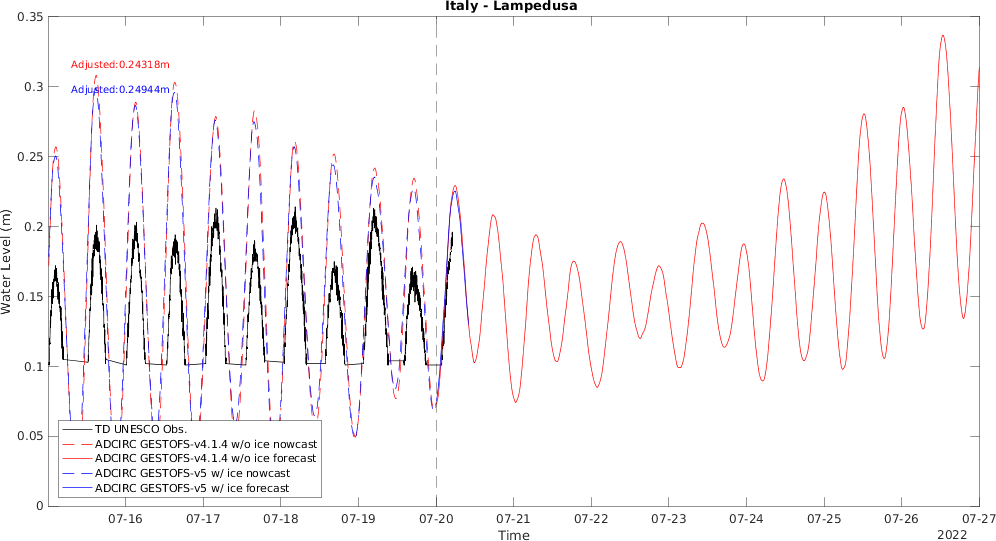 Italy - Lampedusa
0.35
0.3
0.25
0.2
0.15
0.1
0.05
0
Water Level (m)
Adjusted:0.24318m
Adjusted:0.24944m
TD UNESCO Obs.
ADCIRC GESTOFS-v4.1.4 w/o ice nowcast
ADCIRC GESTOFS-v4.1.4 w/o ice forecast
ADCIRC GESTOFS-v5 w/ ice nowcast
ADCIRC GESTOFS-v5 w/ ice forecast
07-16 07-17 07-18 07-19 07-20 07-21 07-22 07-23 07-24 07-25 07-26 07-27
Time
2022